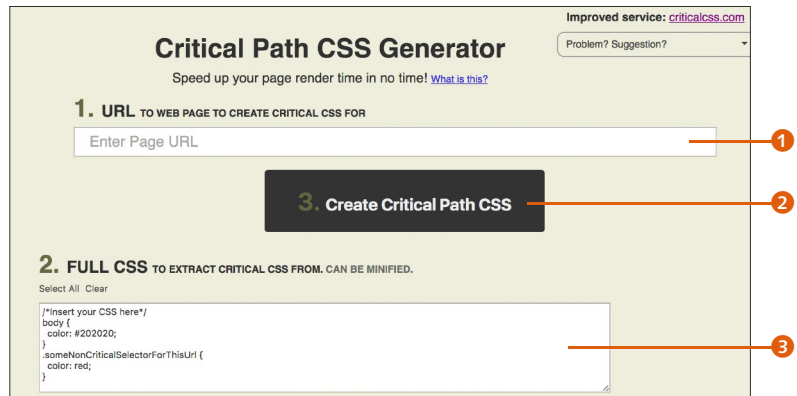 Improved service: criticalcss.com
Problem? Suggestion?
Critical Path CSS Generator
Speed up your page render time in no time! What is this?
1. URL TO WEB PAGE TO CREATE CRITICAL CSS FOR
Enter Page URL
1
3. Create Critical Path CSS
2
2. FULL CSS TO EXTRACT CRITICAL CSS FROM. CAN BE MINIFIED.
Select All Clear
/*Insert your CSS here*/
body {
color: #202020;
}
.someNonCriticalSelectorForThisUrl {
color: red;
}
3